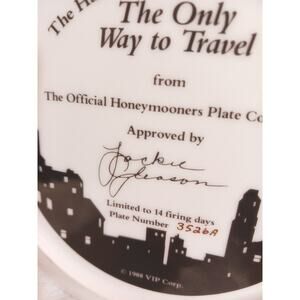 The
The Only
Way to Travel
from
The Official Honeymooners Plate
Approved by
Jackie
Gleason
Limited to 14 firing days
Plate Number 3526A
© 1988 VIP Corp.